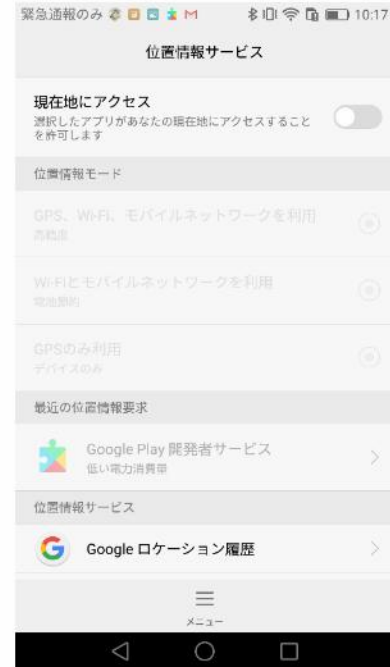 緊急通報のみ 10:17
位置情報サービス
現在地にアクセス
選択したアプリがあなたの現在地にアクセスすること
を許可します
位置情報モード
GPS、Wi-Fi、モバイルネットワークを利用
高精度
Wi-Fiとモバイルネットワークを利用
電池節約
GPSのみ利用
デバイスのみ
最近の位置情報要求
Google Play 開発者サービス
低い電力消費量
位置情報サービス
Google ロケーション履歴
メニュー